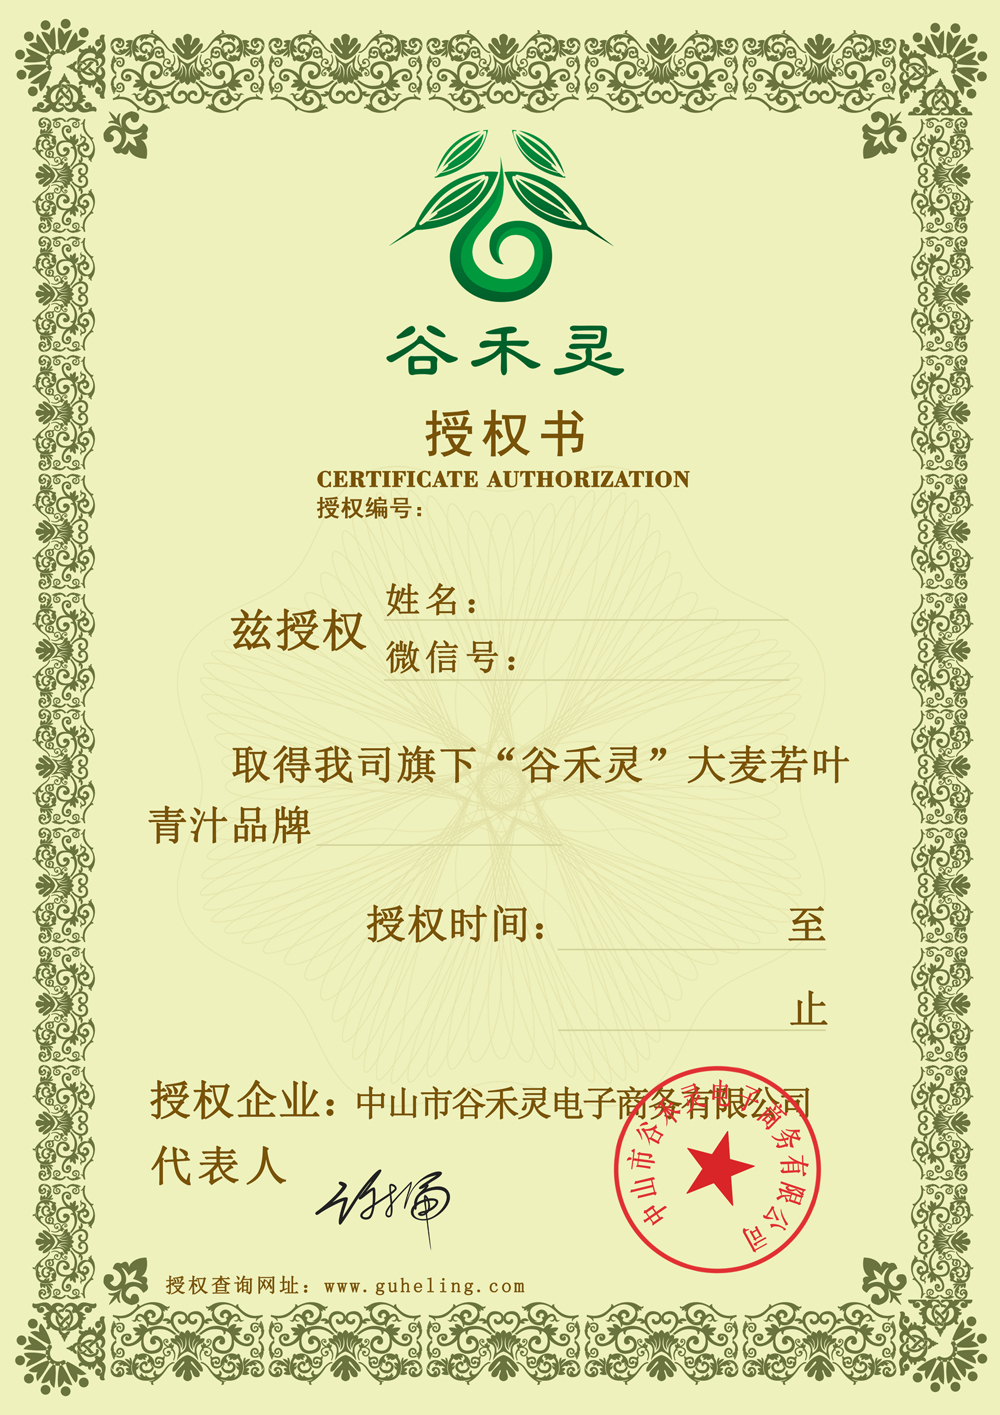 谷禾灵
授权书
CERTIFICATE AUTHORIZATION
授权编号：
兹授权
姓名：
微信号：
取得我司旗下“谷禾灵”大麦若叶
青汁品牌
授权时间： 至
止
授权企业：中山市谷禾灵电子商务有限公司
代表人
中山市谷禾灵电子商务有限公司
授权查询网址：www.guheling.com